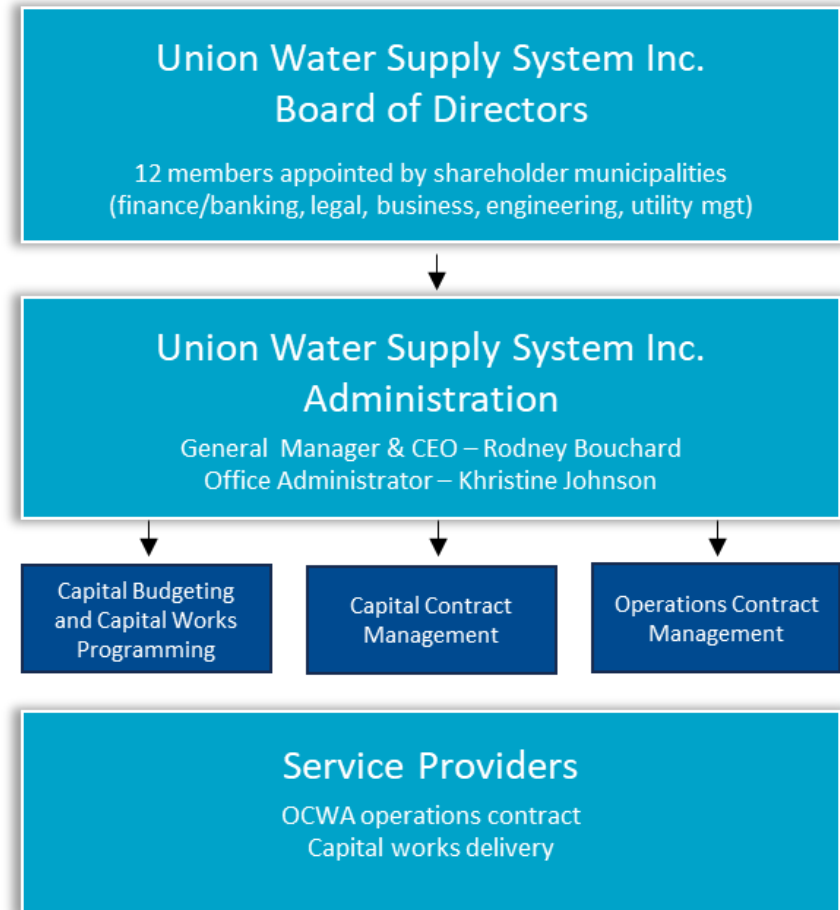 Union Water Supply System Inc.
Board of Directors
12 members appointed by shareholder municipalities
(finance/banking, legal, business, engineering, utility mgt)
Union Water Supply System Inc.
Administration
General Manager & CEO – Rodney Bouchard
Office Administrator – Khristine Johnson
Capital Budgeting
and Capital Works
Programming
Capital Contract
Management
Operations Contract
Management
Service Providers
OCWA operations contract
Capital works delivery